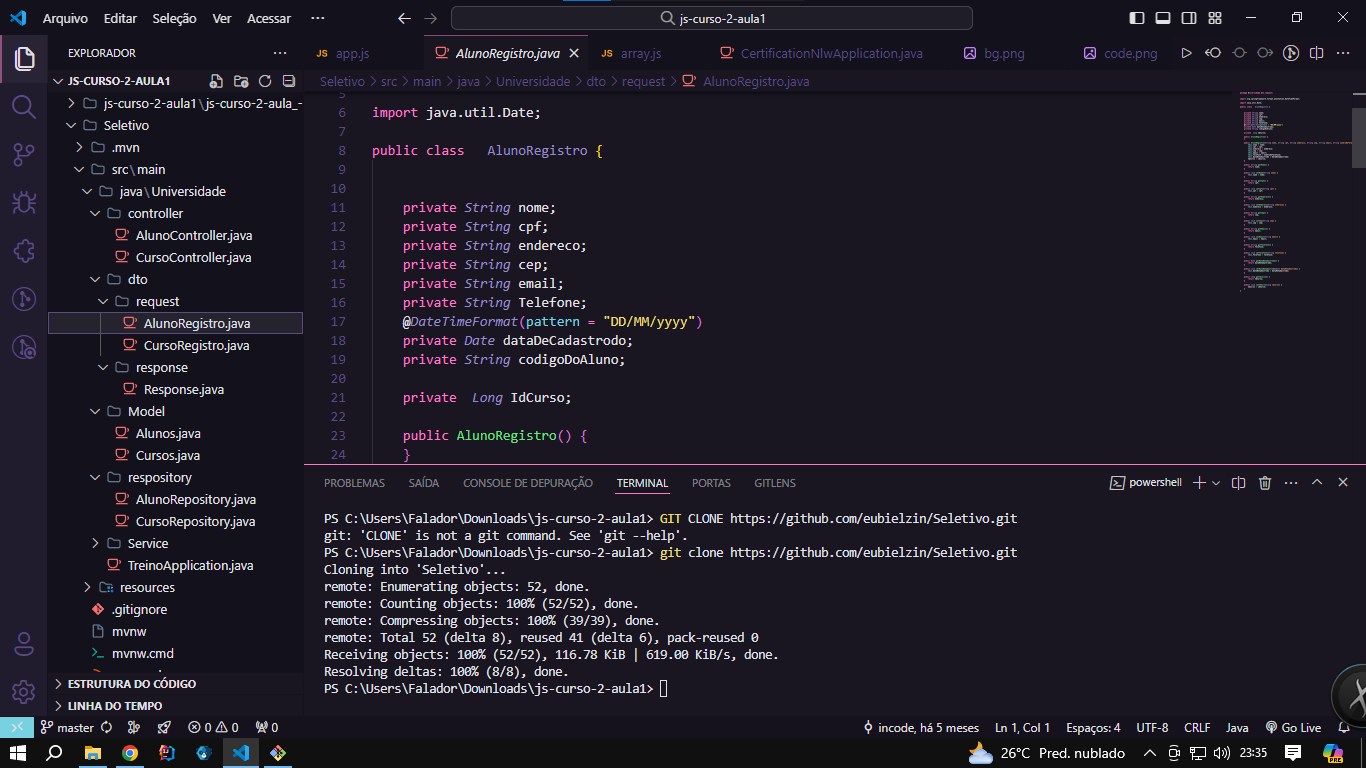 Arquivo Editar Seleção Ver Acessar ··· js-curso-2-aula1
EXPLORADOR ···
JS-CURSO-2-AULA1
js-curso-2-aula1\js-curso-2-aula_-
Seletivo
.mvn
src\main
java\Universidade
controller
AlunoController.java
CursoController.java
dto
request
AlunoRegistro.java
CursoRegistro.java
response
Response.java
Model
Alunos.java
Cursos.java
respository
AlunoRepository.java
CursoRepository.java
Service
TreinoApplication.java
resources
.gitignore
mvnw
mvnw.cmd
ESTRUTURA DO CÓDIGO
LINHA DO TEMPO
JS app.js AlunoRegistro.java JS array.js CertificationNlwApplication.java bg.png code.png
Seletivo > src > main > java > Universidade > dto > request > AlunoRegistro.java
5
6 import java.util.Date;
7
8 public class AlunoRegistro {
9
10
11 private String nome;
12 private String cpf;
13 private String endereco;
14 private String cep;
15 private String email;
16 private String Telefone;
17 @DateTimeFormat(pattern = "DD/MM/yyyy")
18 private Date dataDeCadastrodo;
19 private String codigoDoAluno;
20
21 private Long IdCurso;
22
23 public AlunoRegistro() {
24 }
PROBLEMAS SAÍDA CONSOLE DE DEPURAÇÃO TERMINAL PORTAS GITLENS powershell
PS C:\Users\Falador\Downloads\js-curso-2-aula1> GIT CLONE https://github.com/eubielzin/Seletivo.git
git: 'CLONE' is not a git command. See 'git --help'.
PS C:\Users\Falador\Downloads\js-curso-2-aula1> git clone https://github.com/eubielzin/Seletivo.git
Cloning into 'Seletivo'...
remote: Enumerating objects: 52, done.
remote: Counting objects: 100% (52/52), done.
remote: Compressing objects: 100% (39/39), done.
remote: Total 52 (delta 8), reused 41 (delta 6), pack-reused 0
Receiving objects: 100% (52/52), 116.78 KiB | 619.00 KiB/s, done.
Resolving deltas: 100% (8/8), done.
PS C:\Users\Falador\Downloads\js-curso-2-aula1>
master 0 0 0 incode, há 5 meses Ln 1, Col 1 Espaços: 4 UTF-8 CRLF Java Go Live
26°C Pred. nublado 23:35 PRE